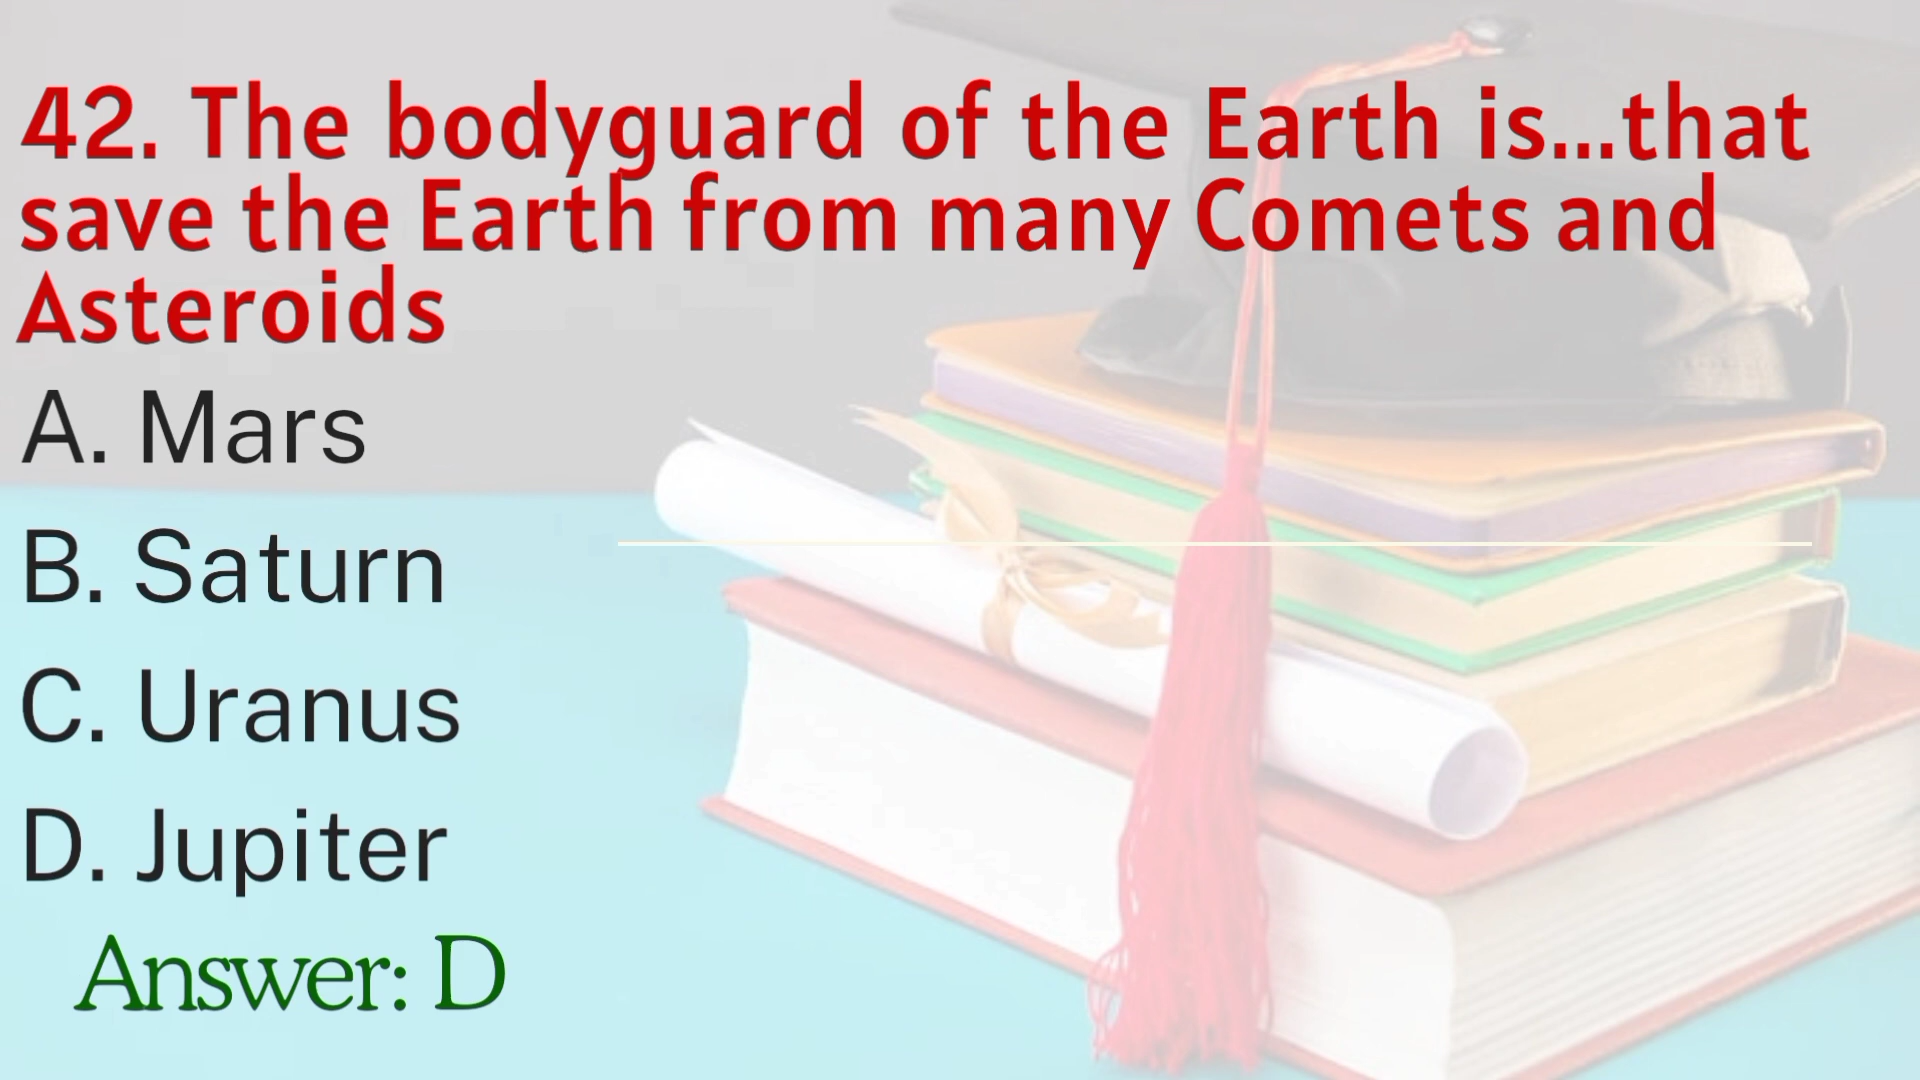 42. The bodyguard of the Earth is...that
save the Earth from many Comets and
Asteroids
A. Mars
B. Saturn
C. Uranus
D. Jupiter
Answer: D